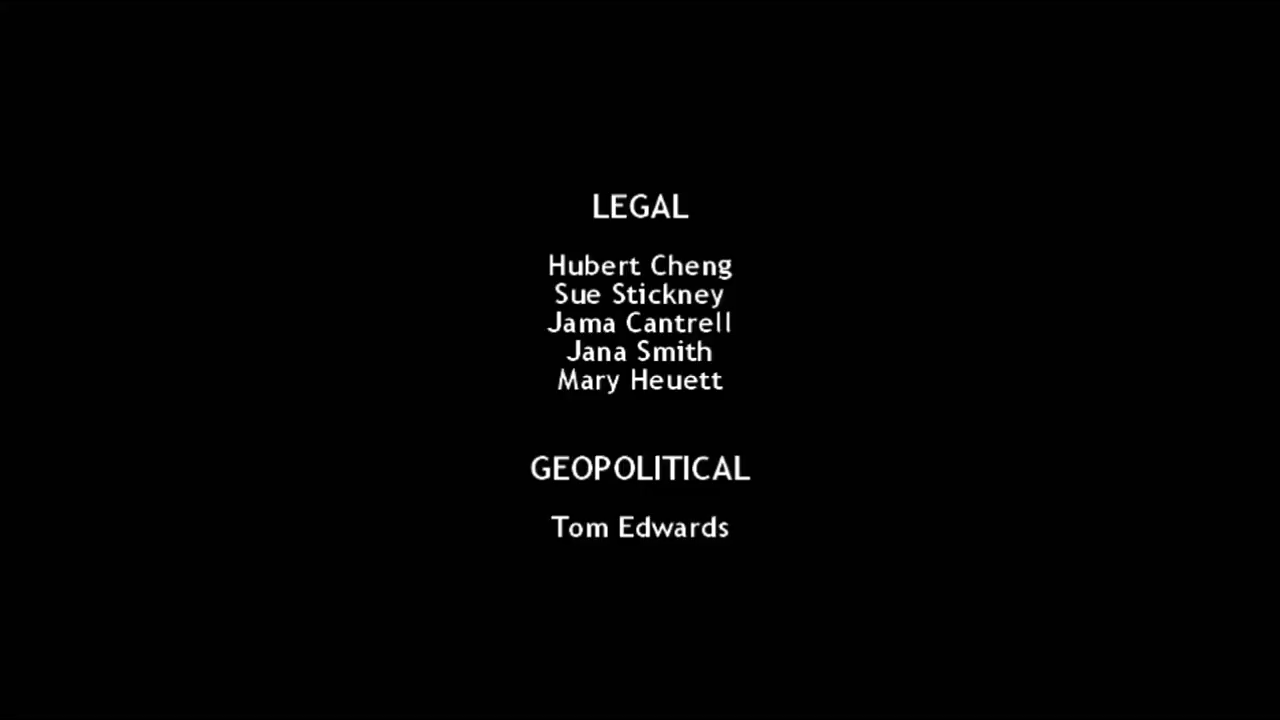 LEGAL
Hubert Cheng
Sue Stickney
Jama Cantrell
Jana Smith
Mary Heuett
GEOPOLITICAL
Tom Edwards